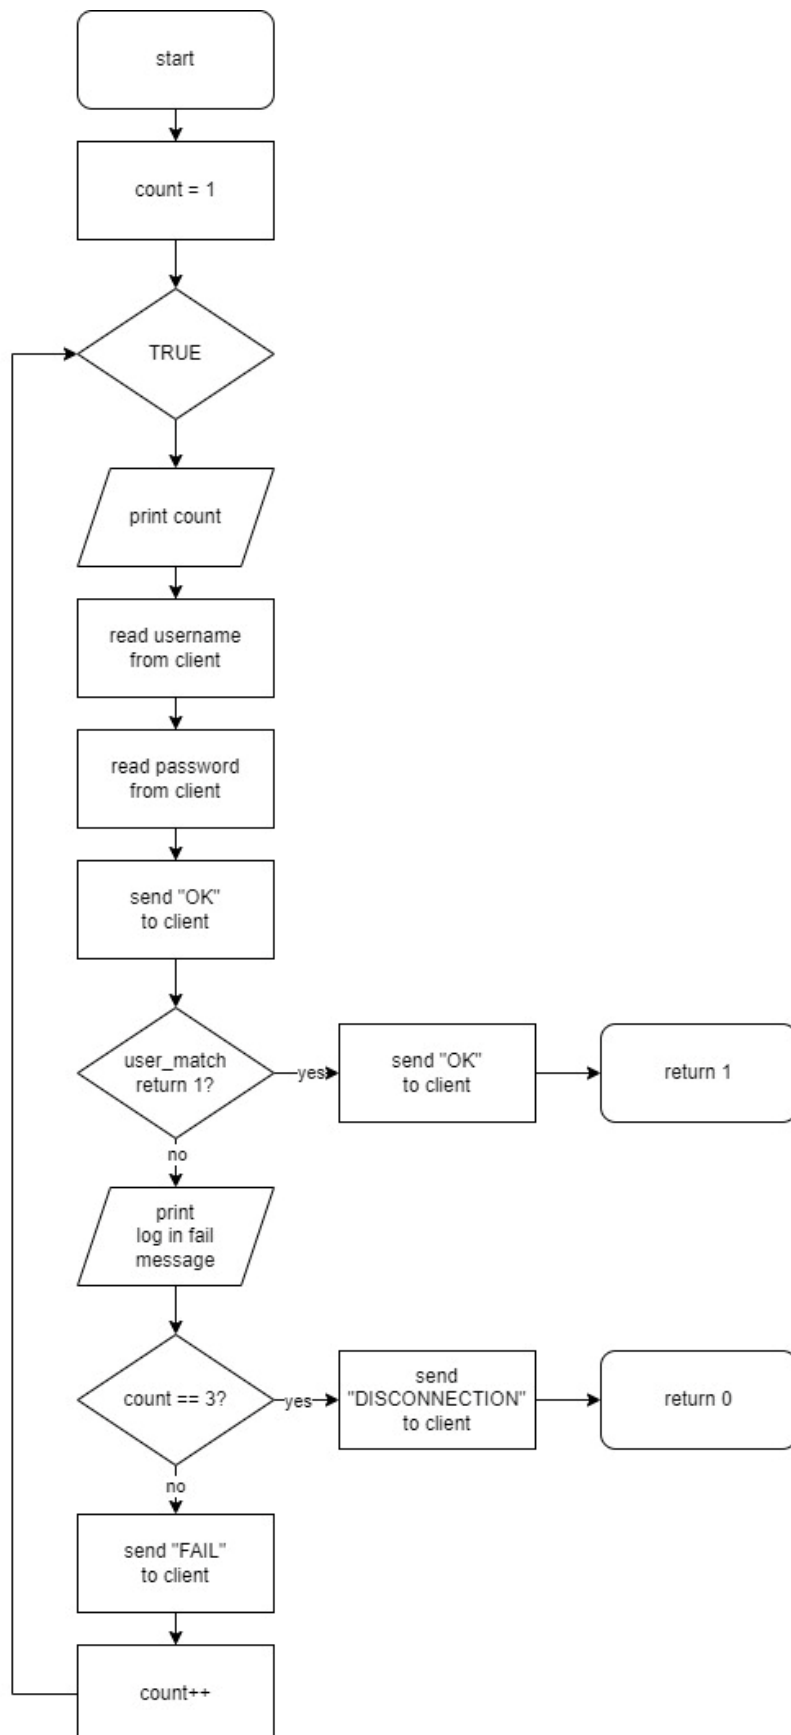 start
count = 1
TRUE
print count
read username
from client
read password
from client
send "OK"
to client
user_match
return 1?
yes
send "OK"
to client
return 1
no
print
log in fail
message
count == 3?
yes
send
"DISCONNECTION"
to client
return 0
no
send "FAIL"
to client
count++